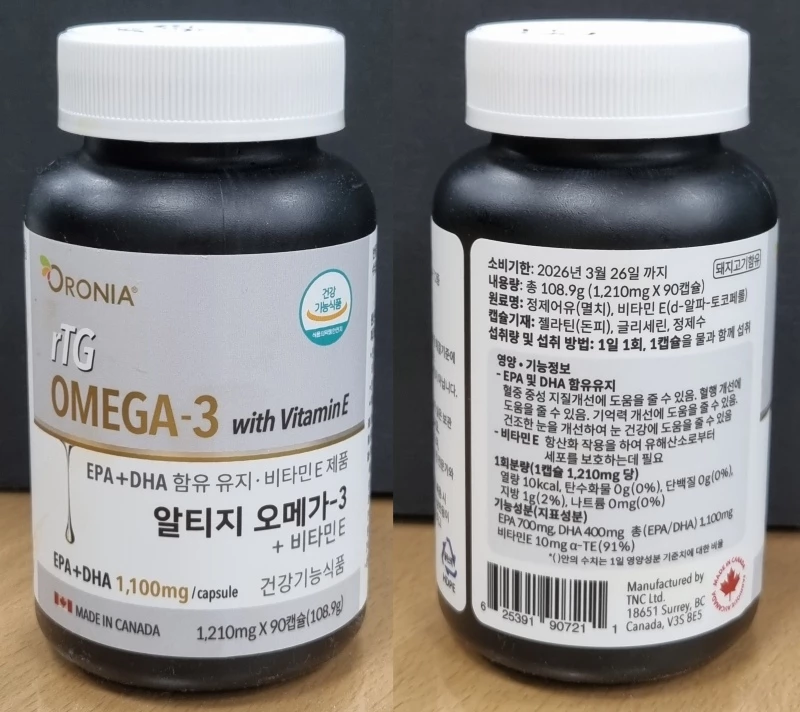 ORONIA®
건강
기능식품
식품의약품안전처
rTG
OMEGA-3 with Vitamin E
EPA+DHA 함유 유지·비타민E 제품
알티지 오메가-3
+ 비타민E
EPA+DHA 1,100mg/capsule 건강기능식품
MADE IN CANADA
1,210mg X 90캡슐(108.9g)
소비기한: 2026년 3월 26일 까지
돼지고기함유
내용량: 총 108.9g (1,210mg X 90캡슐)
원료명: 정제어유(멸치), 비타민 E(d-알파-토코페롤)
캡슐기재: 젤라틴(돈피), 글리세린, 정제수
섭취량 및 섭취 방법: 1일 1회, 1캡슐을 물과 함께 섭취
영양·기능정보
- EPA 및 DHA 함유유지
혈중 중성 지질개선에 도움을 줄 수 있음. 혈행 개선에
도움을 줄 수 있음. 기억력 개선에 도움을 줄 수 있음.
건조한 눈을 개선하여 눈 건강에 도움을 줄 수 있음
- 비타민E 항산화 작용을 하여 유해산소로부터
세포를 보호하는데 필요
1회분량(1캡슐 1,210mg 당)
열량 10kcal, 탄수화물 0g(0%), 단백질 0g(0%),
지방 1g(2%), 나트륨 0mg(0%)
기능성분(지표성분)
EPA 700mg, DHA 400mg 총(EPA/DHA) 1,100mg
비타민E 10mg α-TE(91%)
*( )안의 수치는 1일 영양성분 기준치에 대한 비율
HDPE
6 25391 90721 1
Manufactured by
TNC Ltd.
18651 Surrey, BC
Canada, V3S 8E5
MADE IN CANADA